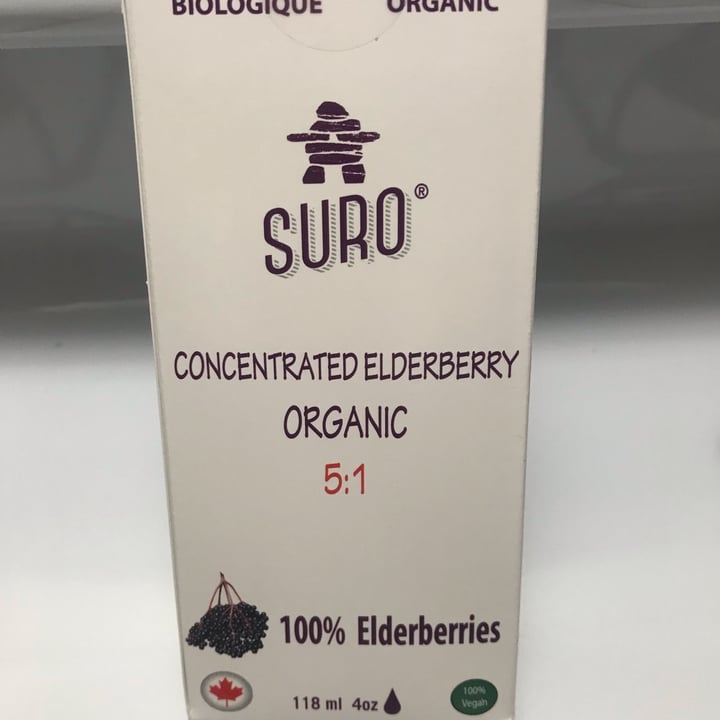 BIOLOGIQUE ORGANIC
SURO®
CONCENTRATED ELDERBERRY
ORGANIC
5:1
100% Elderberries
118 ml 4oz
100%
Vegan